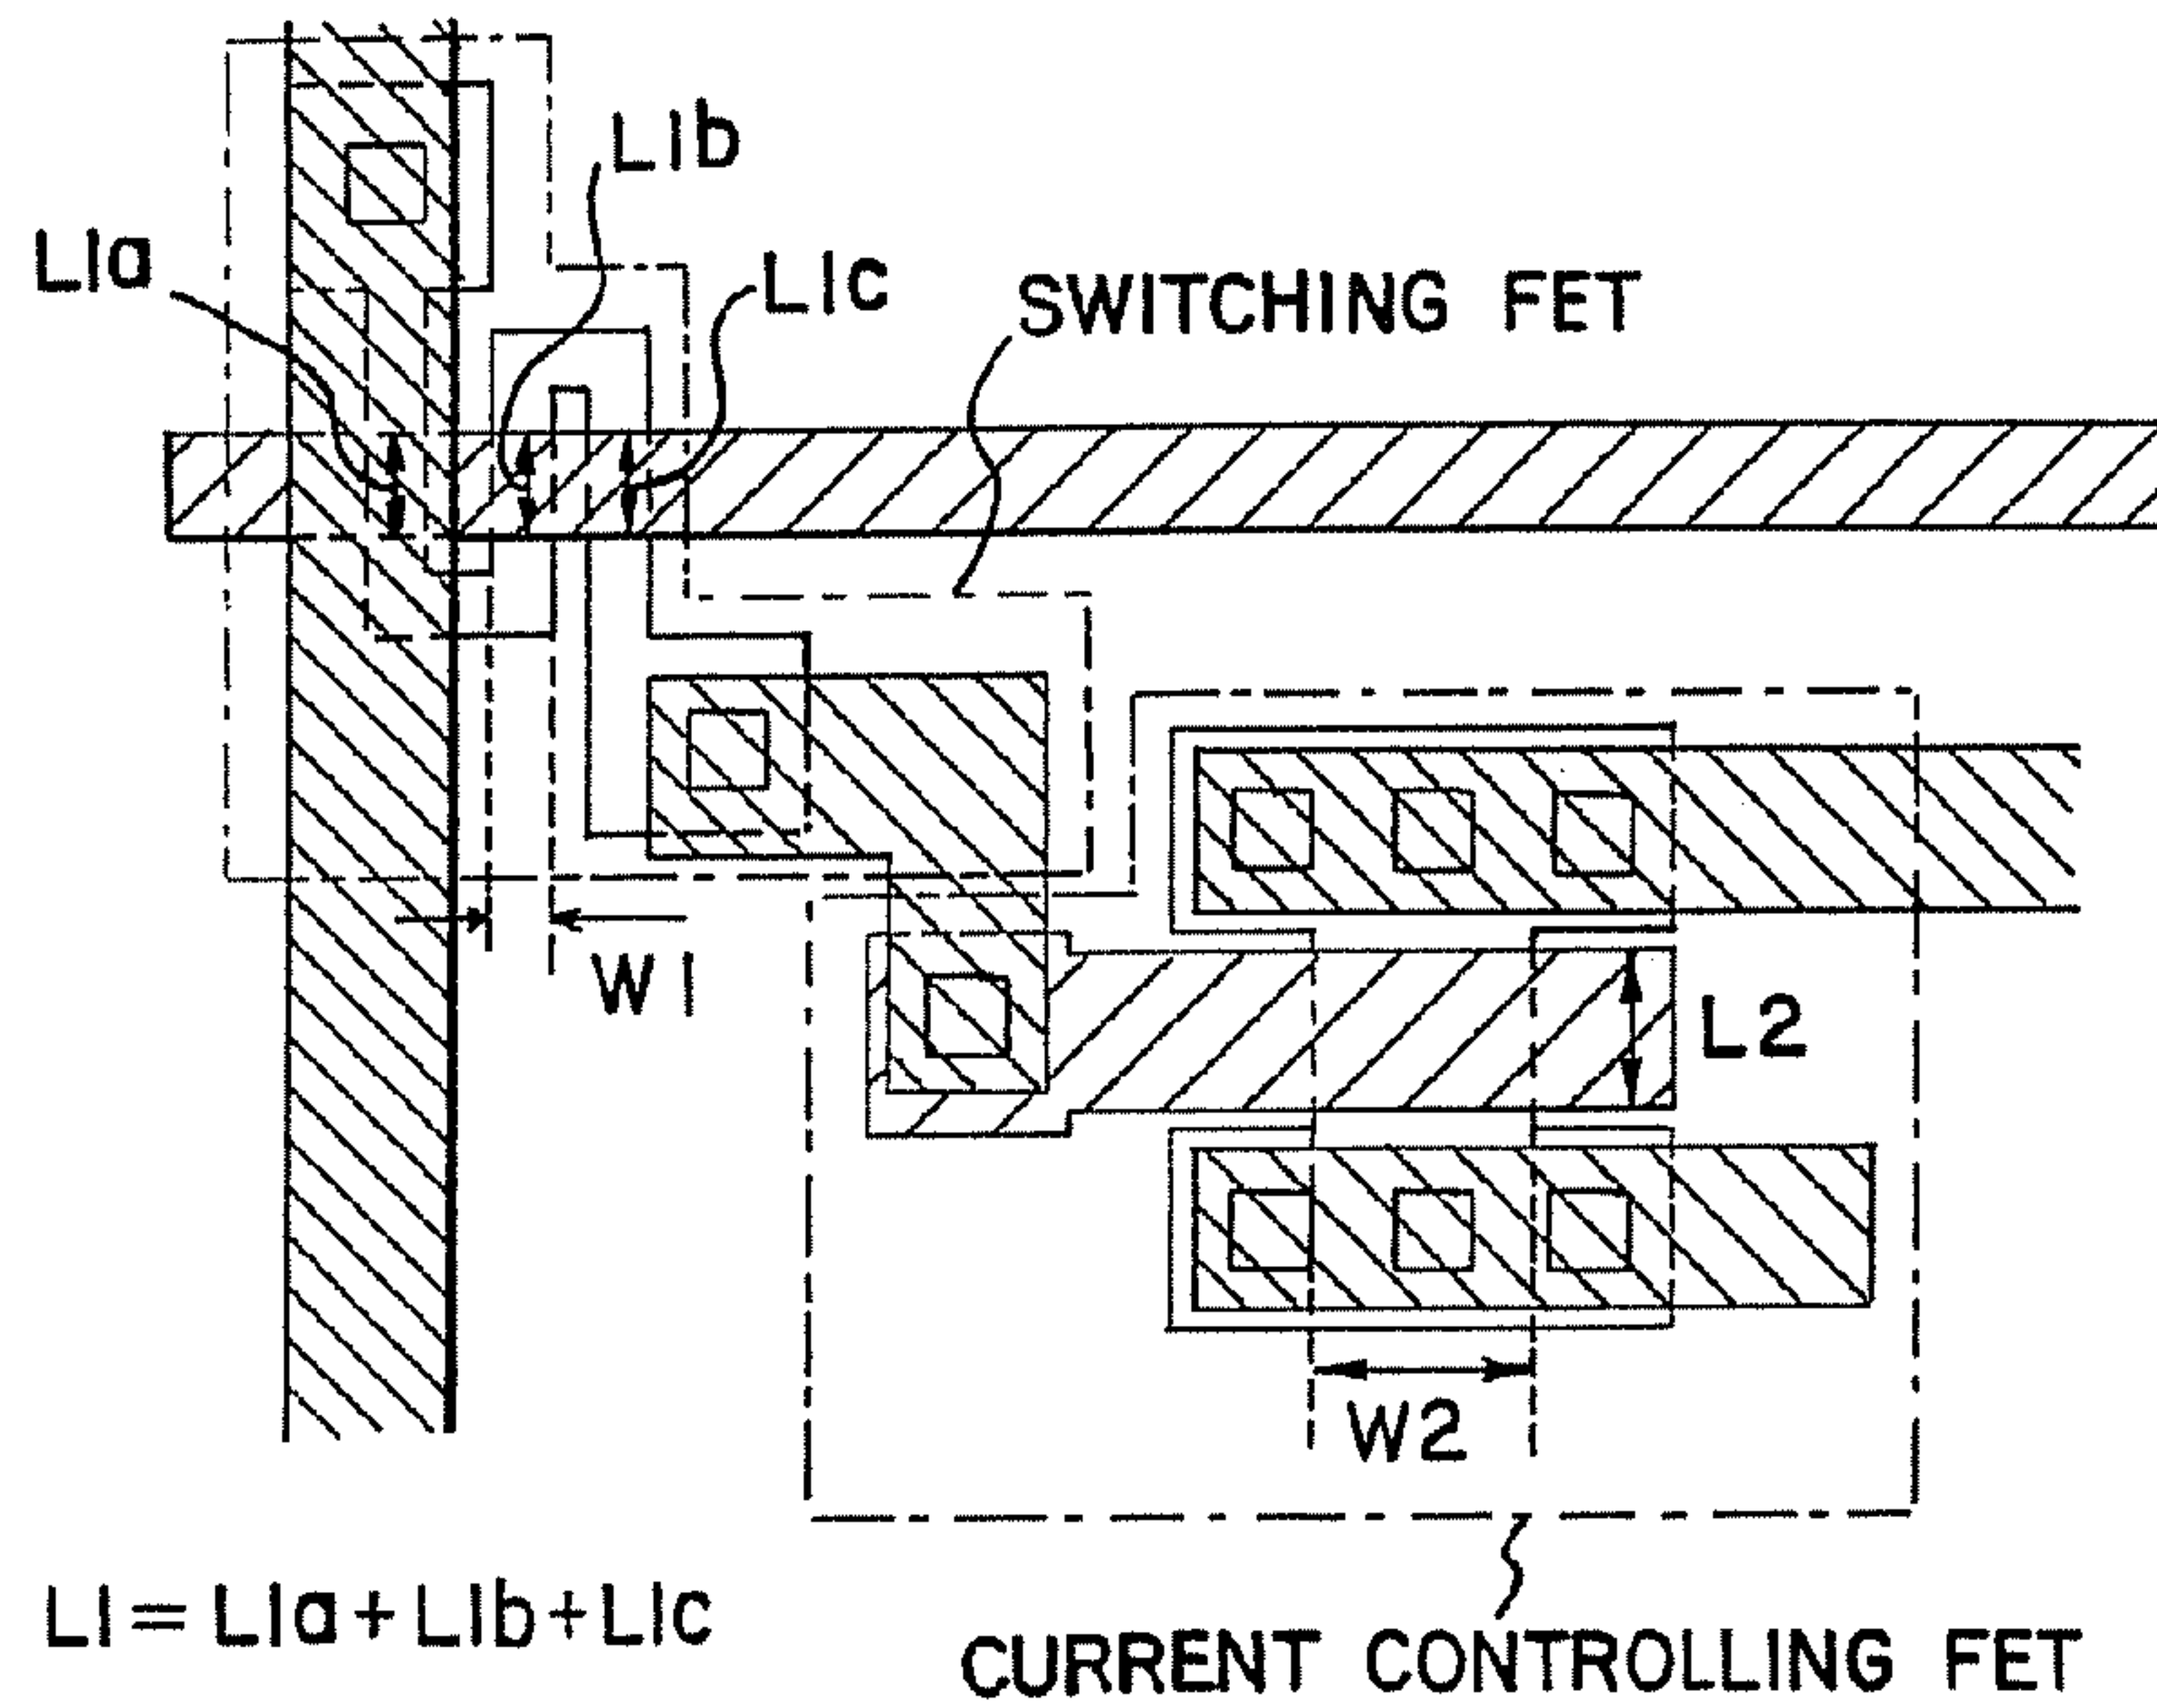 L1b
L1a
L1c
SWITCHING FET
W1
L2
W2
L1=L1a+L1b+L1c
CURRENT CONTROLLING FET